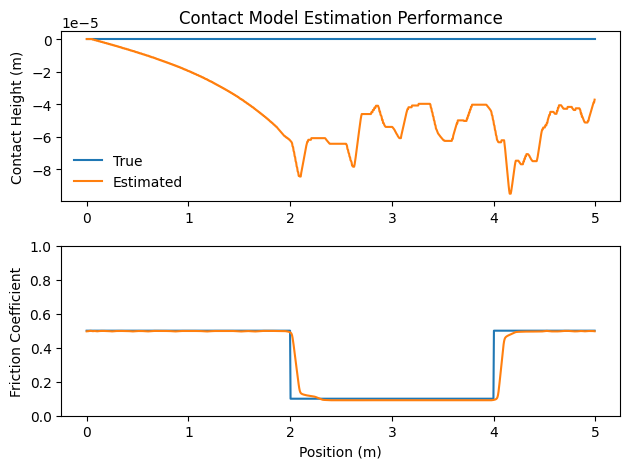 Contact Model Estimation Performance
1e−5
Contact Height (m)
0
−2
−4
−6
−8
True
Estimated
0 1 2 3 4 5
Friction Coefficient
1.0
0.8
0.6
0.4
0.2
0.0
0 1 2 3 4 5
Position (m)